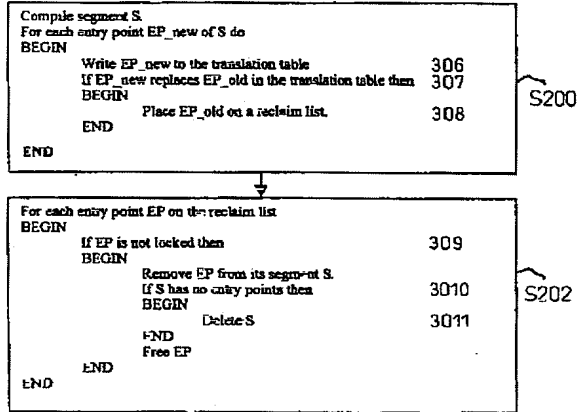 Compile segment S.
For each entry point EP_new of S do
BEGIN
Write EP_new to the translation table 306
If EP_new replaces EP_old in the translation table then 307
BEGIN
Place EP_old on a reclaim list. 308
END
END
S200
For each entry point EP on the reclaim list
BEGIN
If EP is not locked then 309
BEGIN
Remove EP from its segment S.
If S has no entry points then 3010
BEGIN
Delete S 3011
END
Free EP
END
END
S202